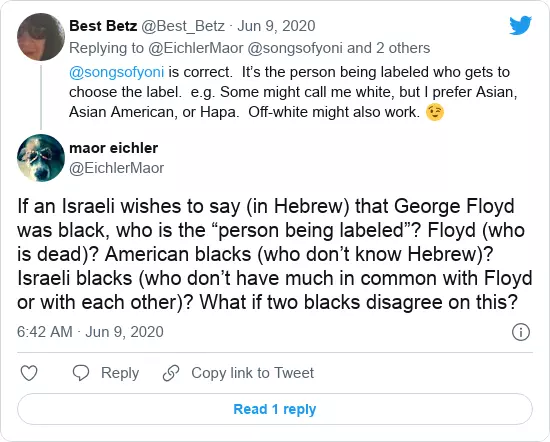 Best Betz @Best_Betz · Jun 9, 2020
Replying to @EichlerMaor @songsofyoni and 2 others
@songsofyoni is correct.  It’s the person being labeled who gets to
choose the label.  e.g. Some might call me white, but I prefer Asian,
Asian American, or Hapa.  Off-white might also work. 😉
maor eichler
@EichlerMaor
If an Israeli wishes to say (in Hebrew) that George Floyd
was black, who is the “person being labeled”? Floyd (who
is dead)? American blacks (who don’t know Hebrew)?
Israeli blacks (who don’t have much in common with Floyd
or with each other)? What if two blacks disagree on this?
6:42 AM · Jun 9, 2020
Reply
Copy link to Tweet
Read 1 reply